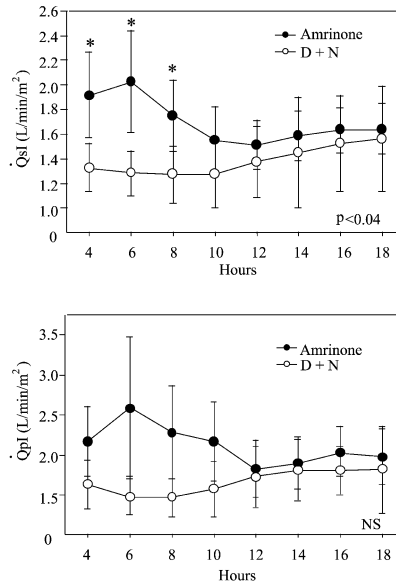 2.6
2.4
2.2
2.0
1.8
1.6
1.4
1.2
1.0
0
Q̇sI (L/min/m²)
Amrinone
D + N
* * *
p<0.04
4 6 8 10 12 14 16 18
Hours
3.5
3.0
2.5
2.0
1.5
0
Q̇pI (L/min/m²)
Amrinone
D + N
NS
4 6 8 10 12 14 16 18
Hours